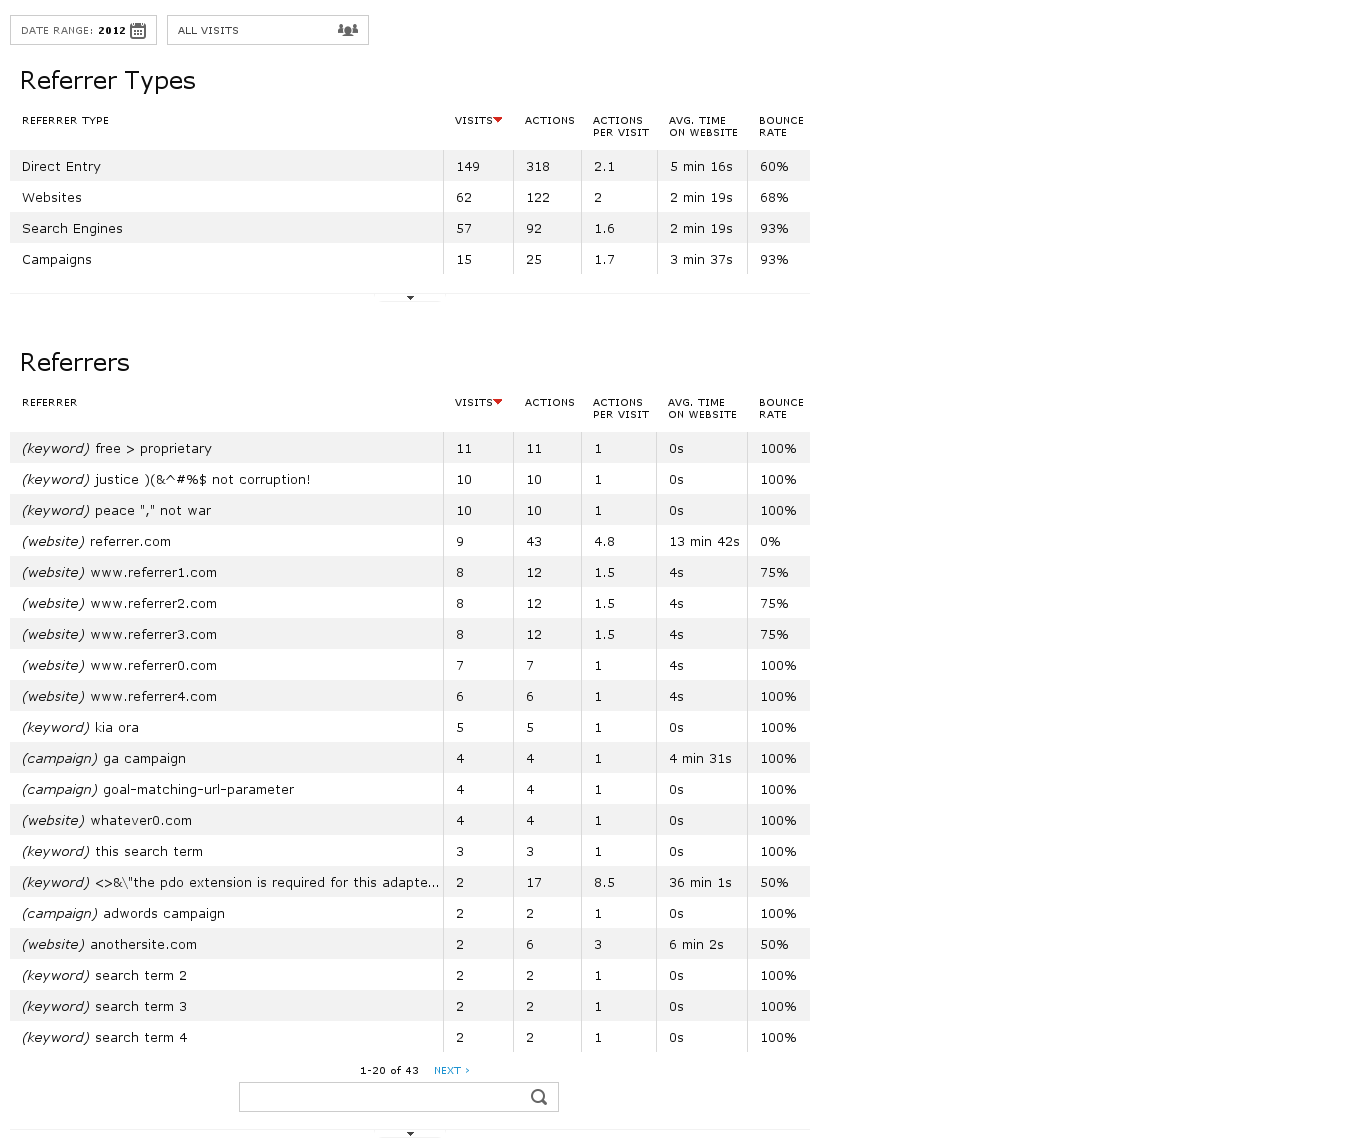 DATE RANGE: 2012 ALL VISITS
Referrer Types
REFERRER TYPE VISITS ACTIONS ACTIONS PER VISIT AVG. TIME ON WEBSITE BOUNCE RATE
Direct Entry 149 318 2.1 5 min 16s 60%
Websites 62 122 2 2 min 19s 68%
Search Engines 57 92 1.6 2 min 19s 93%
Campaigns 15 25 1.7 3 min 37s 93%
Referrers
REFERRER VISITS ACTIONS ACTIONS PER VISIT AVG. TIME ON WEBSITE BOUNCE RATE
(keyword) free > proprietary 11 11 1 0s 100%
(keyword) justice )(&^#%$ not corruption! 10 10 1 0s 100%
(keyword) peace "," not war 10 10 1 0s 100%
(website) referrer.com 9 43 4.8 13 min 42s 0%
(website) www.referrer1.com 8 12 1.5 4s 75%
(website) www.referrer2.com 8 12 1.5 4s 75%
(website) www.referrer3.com 8 12 1.5 4s 75%
(website) www.referrer0.com 7 7 1 4s 100%
(website) www.referrer4.com 6 6 1 4s 100%
(keyword) kia ora 5 5 1 0s 100%
(campaign) ga campaign 4 4 1 4 min 31s 100%
(campaign) goal-matching-url-parameter 4 4 1 0s 100%
(website) whatever0.com 4 4 1 0s 100%
(keyword) this search term 3 3 1 0s 100%
(keyword) <>&\"the pdo extension is required for this adapte... 2 17 8.5 36 min 1s 50%
(campaign) adwords campaign 2 2 1 0s 100%
(website) anothersite.com 2 6 3 6 min 2s 50%
(keyword) search term 2 2 2 1 0s 100%
(keyword) search term 3 2 2 1 0s 100%
(keyword) search term 4 2 2 1 0s 100%
1-20 of 43 NEXT ›